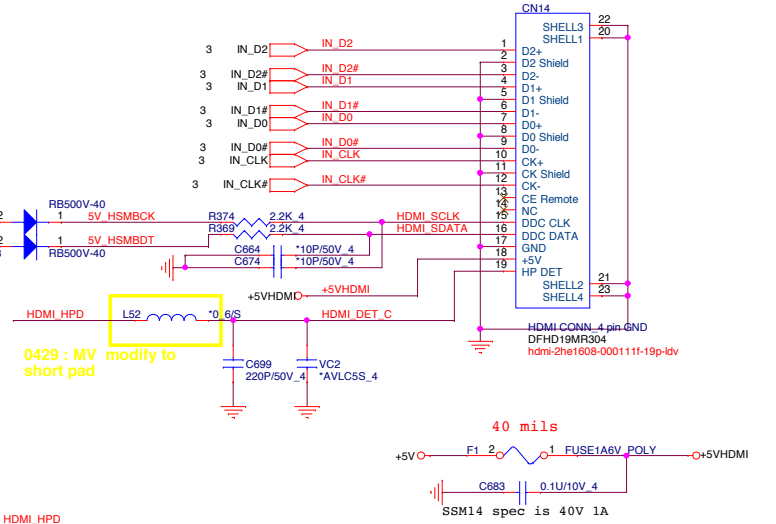 CN14
SHELL3 22
SHELL1 20
3 IN_D2 IN_D2 1 D2+
2 D2 Shield
3 IN_D2# IN_D2# 3 D2-
3 IN_D1 IN_D1 4 D1+
5 D1 Shield
3 IN_D1# IN_D1# 6 D1-
3 IN_D0 IN_D0 7 D0+
8 D0 Shield
3 IN_D0# IN_D0# 9 D0-
3 IN_CLK IN_CLK 10 CK+
11 CK Shield
3 IN_CLK# IN_CLK# 12 CK-
13 CE Remote
14 NC
RB500V-40
2 1 5V_HSMBCK R374 2.2K_4 HDMI_SCLK 15 DDC CLK
2 1 5V_HSMBDT R369 2.2K_4 HDMI_SDATA 16 DDC DATA
RB500V-40
C664 *10P/50V_4 17 GND
C674 *10P/50V_4 18 +5V
19 HP DET
SHELL2 21
SHELL4 23
+5VHDMI +5VHDMI
HDMI_HPD L52 *0_6/S HDMI_DET_C
HDMI CONN_4 pin GND
DFHD19MR304
hdmi-2he1608-000111f-19p-ldv
0429 : MV modify to
short pad
C699
220P/50V_4
VC2
*AVLC5S_4
40 mils
+5V F1 2 1 FUSE1A6V_POLY +5VHDMI
C683 0.1U/10V_4
SSM14 spec is 40V 1A
HDMI_HPD